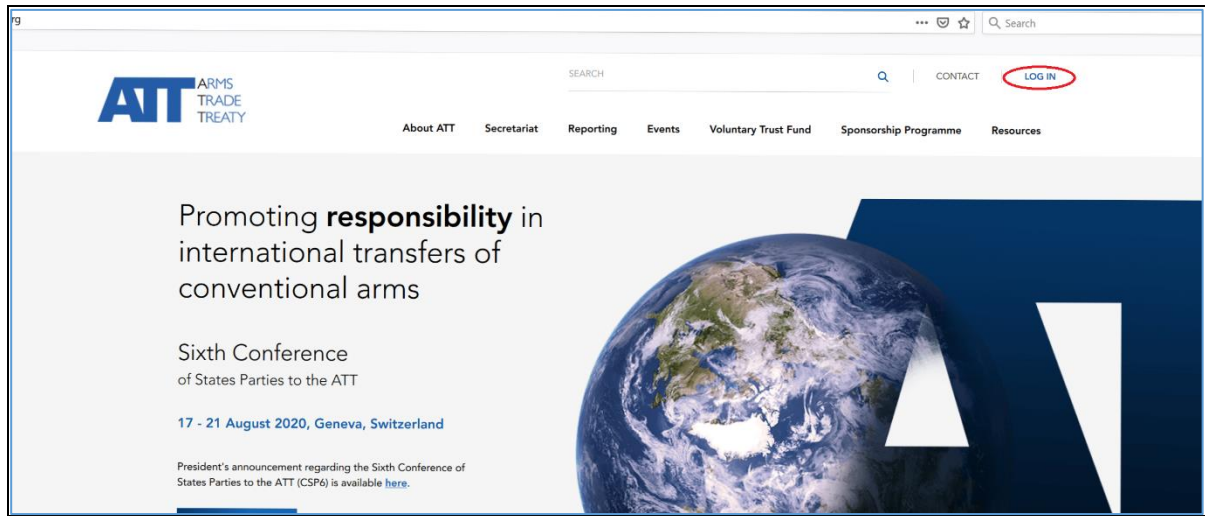 rg
Search
ATT ARMS
TRADE
TREATY
SEARCH
CONTACT
LOG IN
About ATT Secretariat Reporting Events Voluntary Trust Fund Sponsorship Programme Resources
Promoting responsibility in
international transfers of
conventional arms
Sixth Conference
of States Parties to the ATT
17 - 21 August 2020, Geneva, Switzerland
President's announcement regarding the Sixth Conference of
States Parties to the ATT (CSP6) is available here.